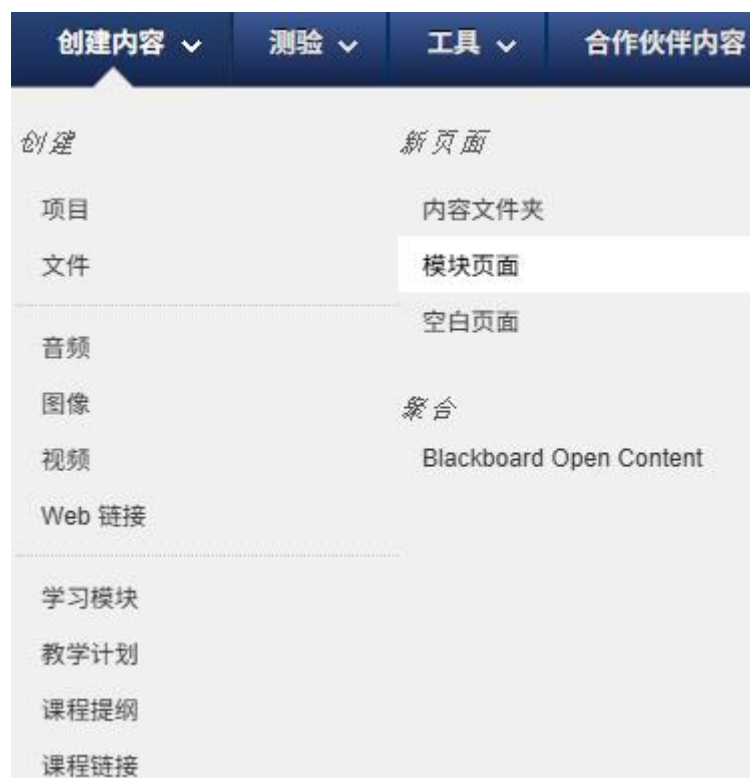 创建内容 测验 工具 合作伙伴内容
创建
项目
文件
音频
图像
视频
Web 链接
学习模块
教学计划
课程提纲
课程链接
新页面
内容文件夹
模块页面
空白页面
聚合
Blackboard Open Content